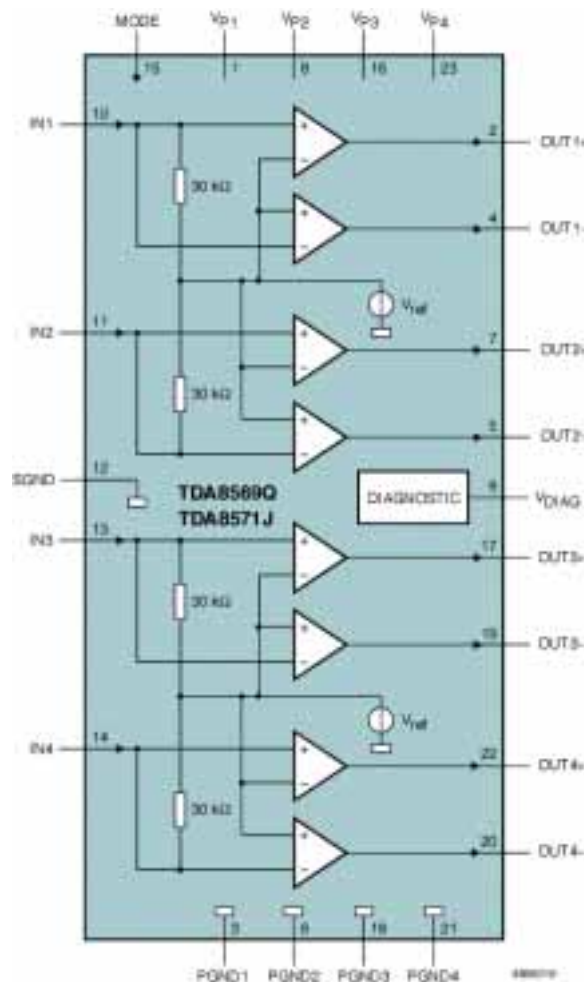 MODE VP1 VP2 VP3 VP4
15 1 8 16 23
IN1 10 2 OUT1+
30 kΩ
4 OUT1-
Vref
IN2 11 7 OUT2+
30 kΩ
5 OUT2-
SGND 12
TDA8569Q
TDA8571J
DIAGNOSTIC VDIAG
IN3 13 17 OUT3+
30 kΩ
19 OUT3-
Vref
IN4 14 22 OUT4+
30 kΩ
20 OUT4-
3 6 18 21
PGND1 PGND2 PGND3 PGND4